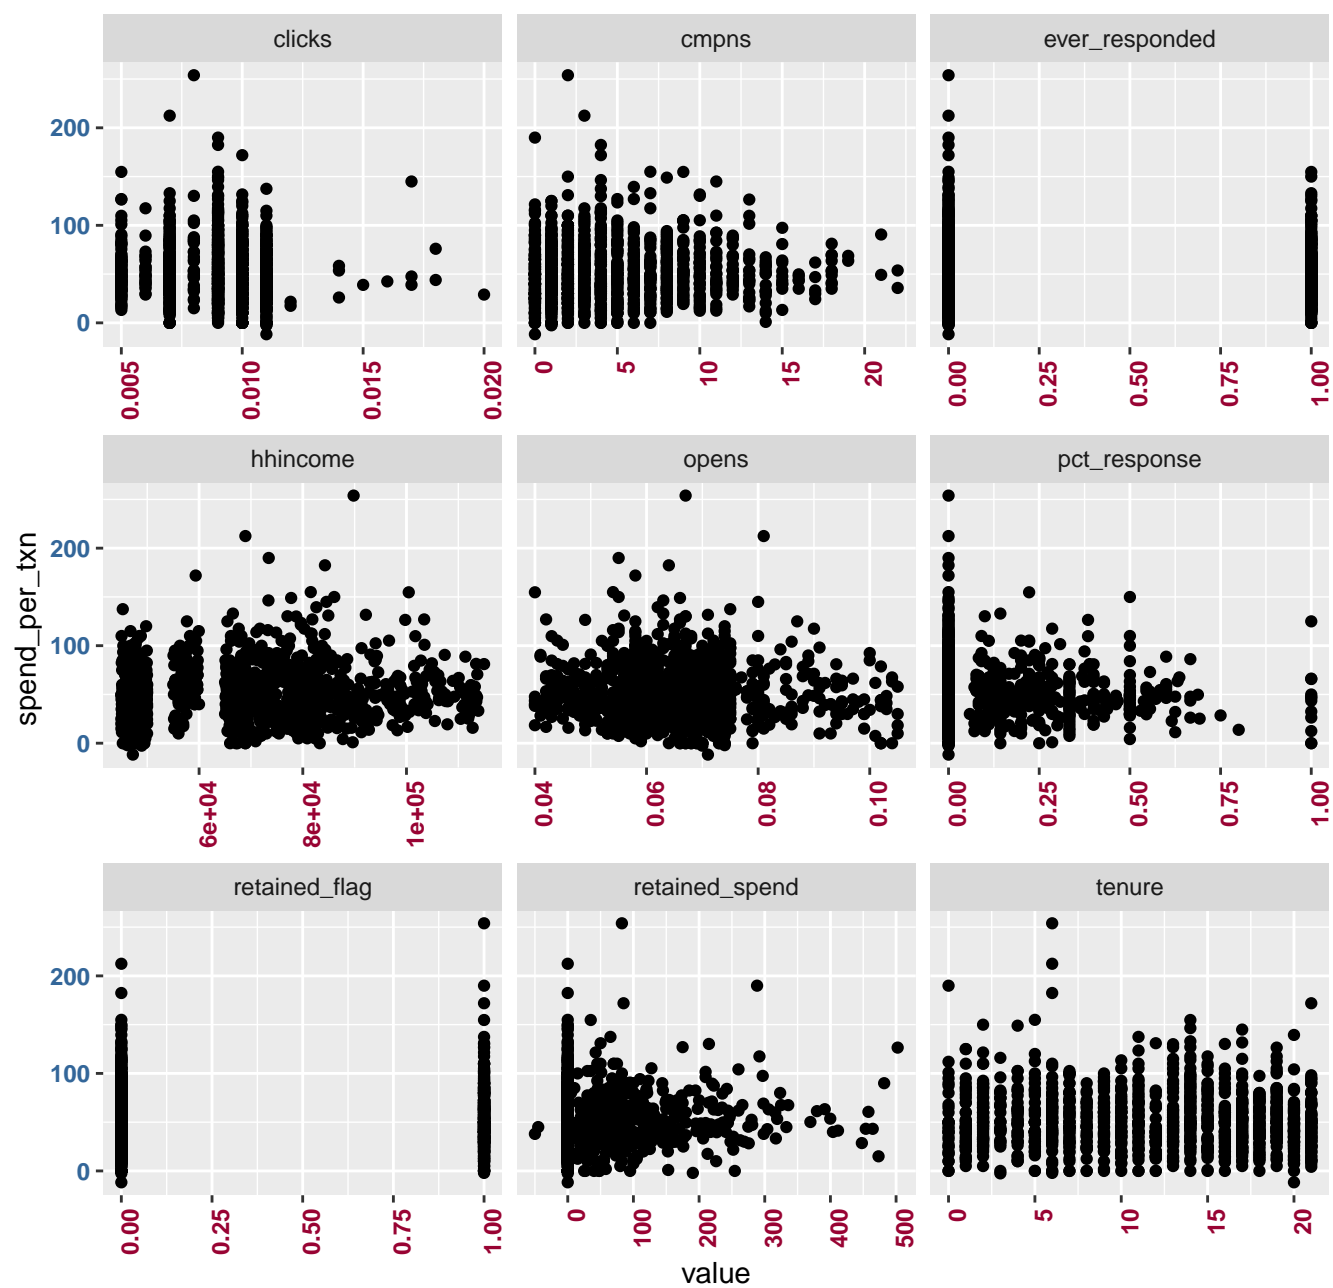 clicks cmpns ever_responded
200
100
0
0.005 0.010 0.015 0.020 0 5 10 15 20 0.00 0.25 0.50 0.75 1.00
hhincome opens pct_response
spend_per_txn
200
100
0
6e+04 8e+04 1e+05 0.04 0.06 0.08 0.10 0.00 0.25 0.50 0.75 1.00
retained_flag retained_spend tenure
200
100
0
0.00 0.25 0.50 0.75 1.00 0 100 200 300 400 500 0 5 10 15 20
value